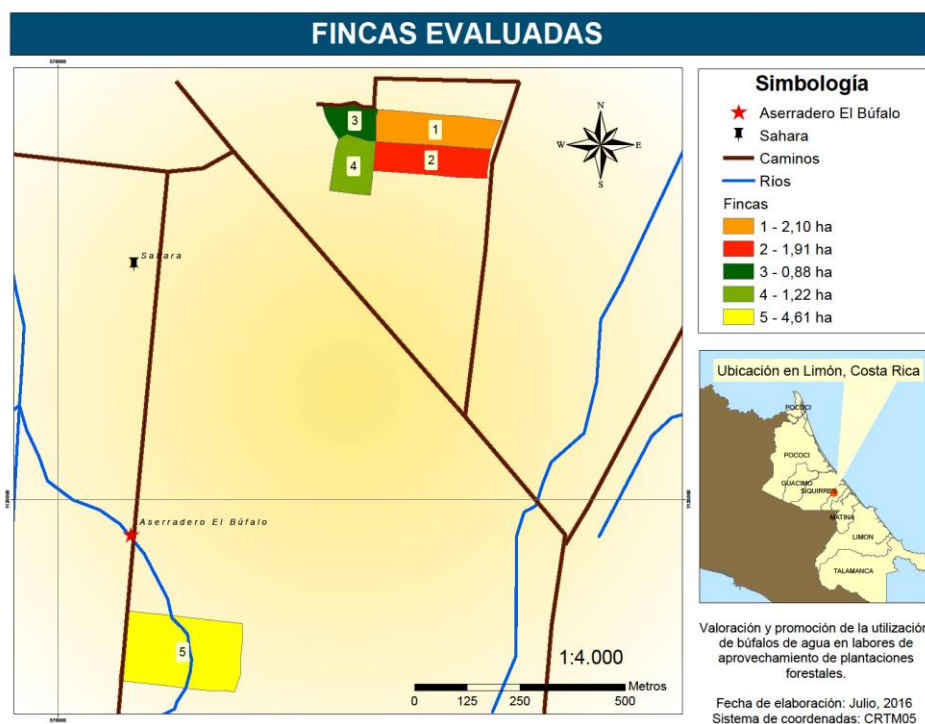 FINCAS EVALUADAS
570000
N
W
E
S
3
1
2
4
Sahara
Aserradero El Búfalo
5
1:4.000
Metros
0
125
250
500
570000
Simbología
Aserradero El Búfalo
Sahara
Caminos
Ríos
Fincas
1 - 2,10 ha
2 - 1,91 ha
3 - 0,88 ha
4 - 1,22 ha
5 - 4,61 ha
Ubicación en Limón, Costa Rica
POCOCI
POCOCI
GUACIMO
SIQUIRRES
MATINA
LIMON
TALAMANCA
Valoración y promoción de la utilización
de búfalos de agua en labores de
aprovechamiento de plantaciones
forestales.
Fecha de elaboración: Julio, 2016
Sistema de coordenadas: CRTM05